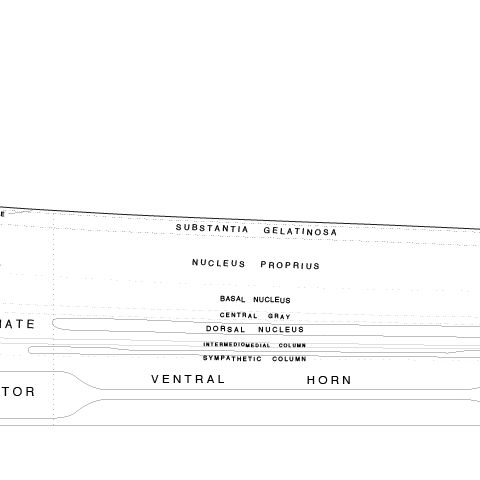 E
SUBSTANTIA GELATINOSA
NUCLEUS PROPRIUS
BASAL NUCLEUS
CENTRAL GRAY
IATE
DORSAL NUCLEUS
INTERMEDIOMEDIAL COLUMN
SYMPATHETIC COLUMN
VENTRAL HORN
TOR